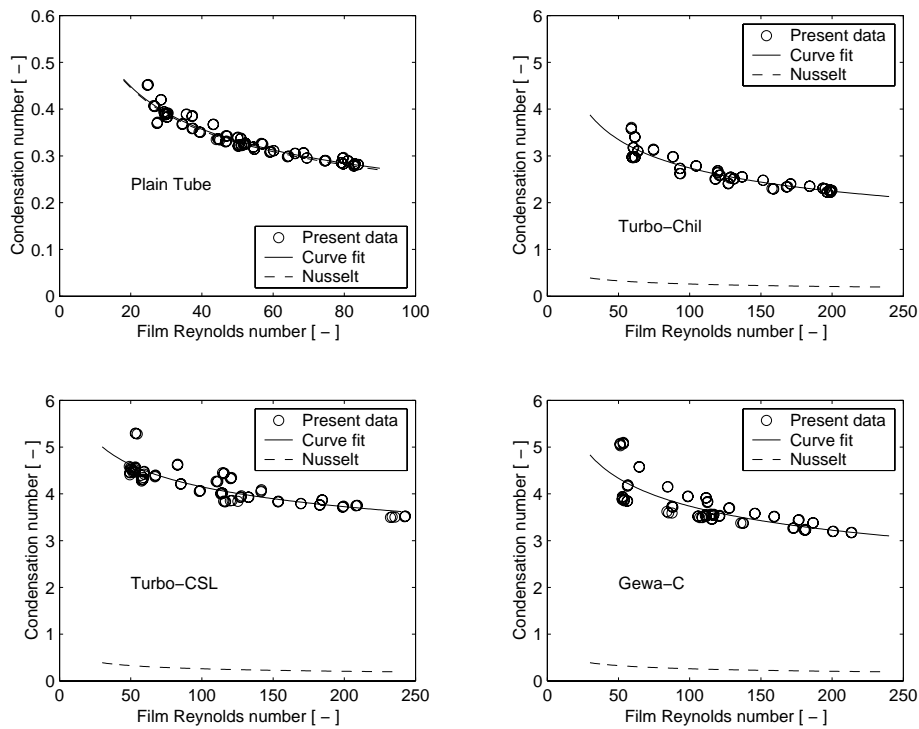 0.6
0.5
0.4
0.3
0.2
0.1
0
0
20
40
60
80
100
Condensation number [ − ]
Film Reynolds number [ − ]
Plain Tube
Present data
Curve fit
Nusselt
6
5
4
3
2
1
0
0
50
100
150
200
250
Condensation number [ − ]
Film Reynolds number [ − ]
Turbo−Chil
Present data
Curve fit
Nusselt
6
5
4
3
2
1
0
0
50
100
150
200
250
Condensation number [ − ]
Film Reynolds number [ − ]
Turbo−CSL
Present data
Curve fit
Nusselt
6
5
4
3
2
1
0
0
50
100
150
200
250
Condensation number [ − ]
Film Reynolds number [ − ]
Gewa−C
Present data
Curve fit
Nusselt